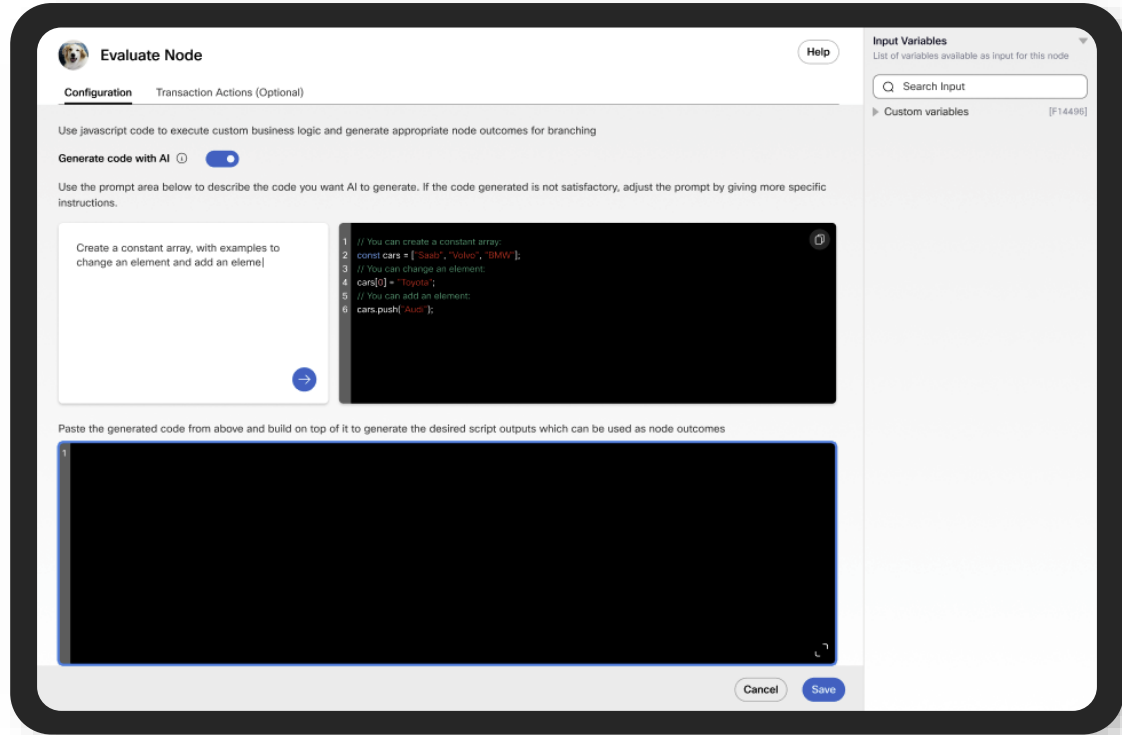 Evaluate Node
Help
Configuration
Transaction Actions (Optional)
Use javascript code to execute custom business logic and generate appropriate node outcomes for branching
Generate code with AI
Use the prompt area below to describe the code you want AI to generate. If the code generated is not satisfactory, adjust the prompt by giving more specific
instructions.
Create a constant array, with examples to
change an element and add an eleme|
1 // You can create a constant array:
2 const cars = ["Saab", "Volvo", "BMW"];
3 // You can change an element:
4 cars[0] = "Toyota";
5 // You can add an element:
6 cars.push("Audi");
Paste the generated code from above and build on top of it to generate the desired script outputs which can be used as node outcomes
1
Cancel
Save
Input Variables
List of variables available as input for this node
Search Input
Custom variables
[F14496]